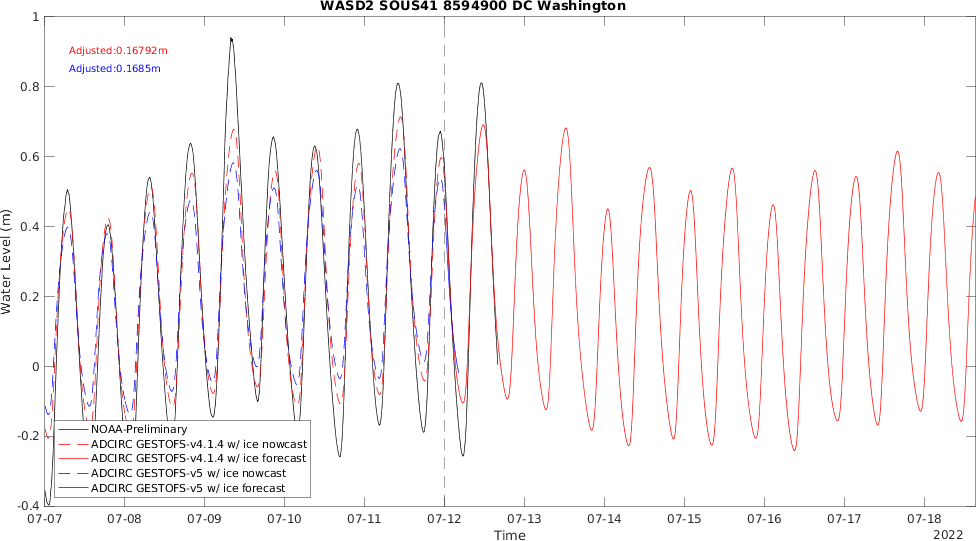 WASD2 SOUS41 8594900 DC Washington
Adjusted:0.16792m
Adjusted:0.1685m
1
0.8
0.6
0.4
0.2
0
-0.2
-0.4
Water Level (m)
NOAA-Preliminary
ADCIRC GESTOFS-v4.1.4 w/ ice nowcast
ADCIRC GESTOFS-v4.1.4 w/ ice forecast
ADCIRC GESTOFS-v5 w/ ice nowcast
ADCIRC GESTOFS-v5 w/ ice forecast
07-07 07-08 07-09 07-10 07-11 07-12 07-13 07-14 07-15 07-16 07-17 07-18
Time
2022